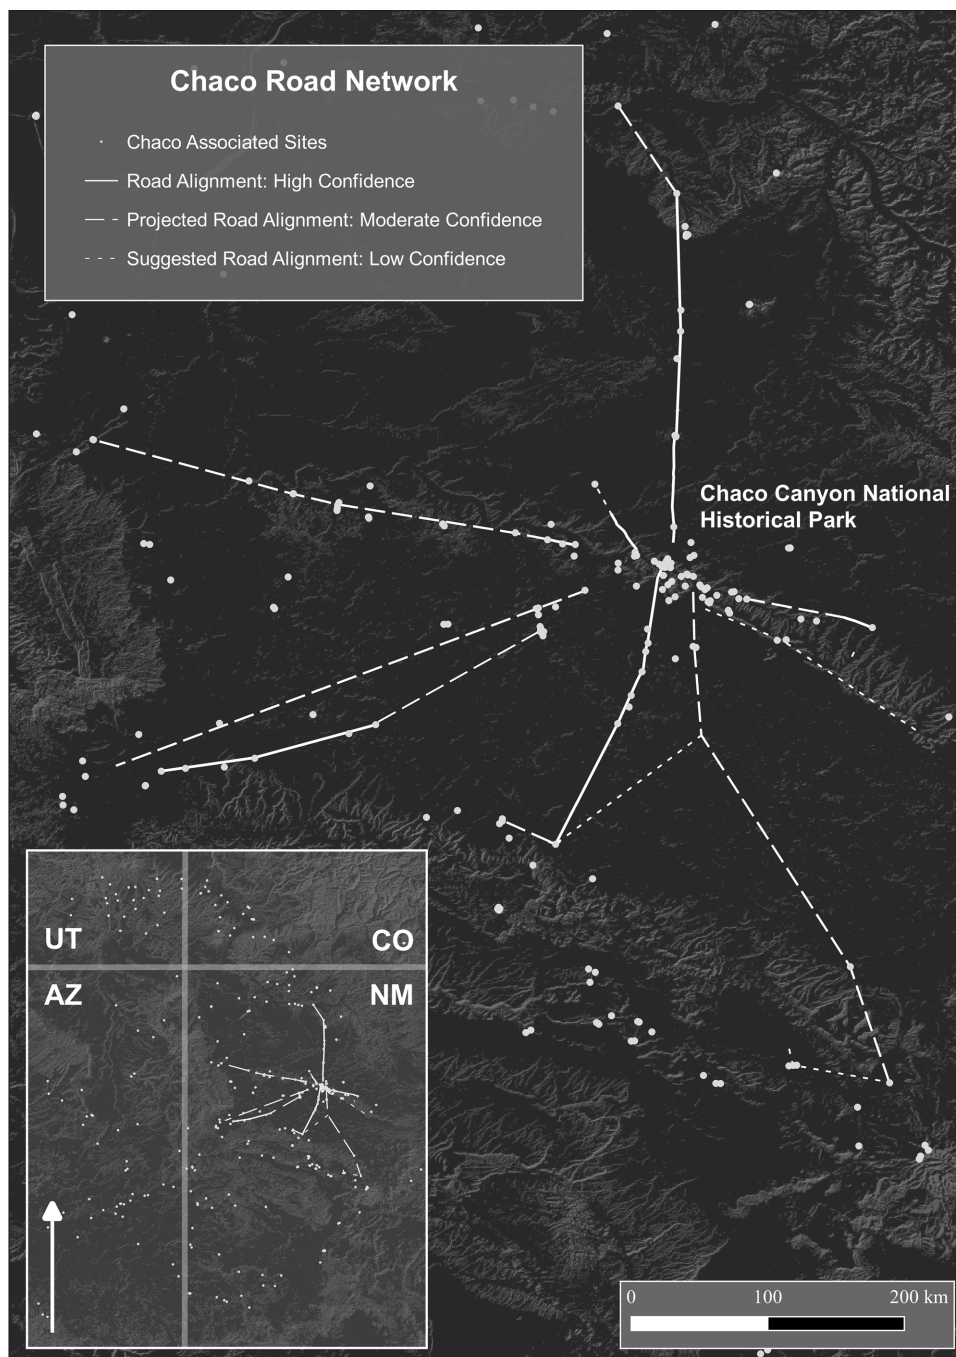 Chaco Road Network
Chaco Associated Sites
Road Alignment: High Confidence
Projected Road Alignment: Moderate Confidence
Suggested Road Alignment: Low Confidence
Chaco Canyon National
Historical Park
UT
CO
AZ
NM
0 100 200 km